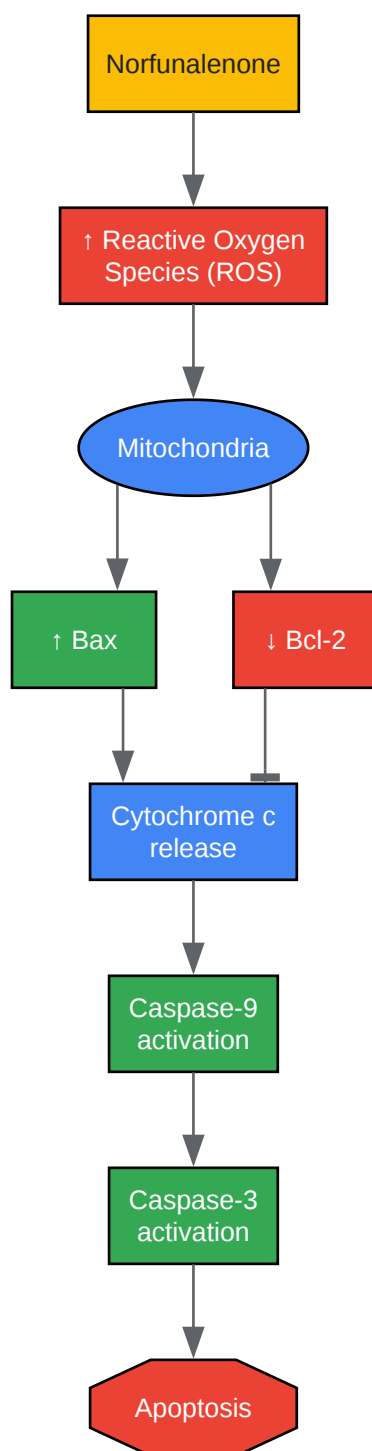 Norfunalenone
↑ Reactive Oxygen
Species (ROS)
Mitochondria
↑ Bax
↓ Bcl-2
Cytochrome c
release
Caspase-9
activation
Caspase-3
activation
Apoptosis